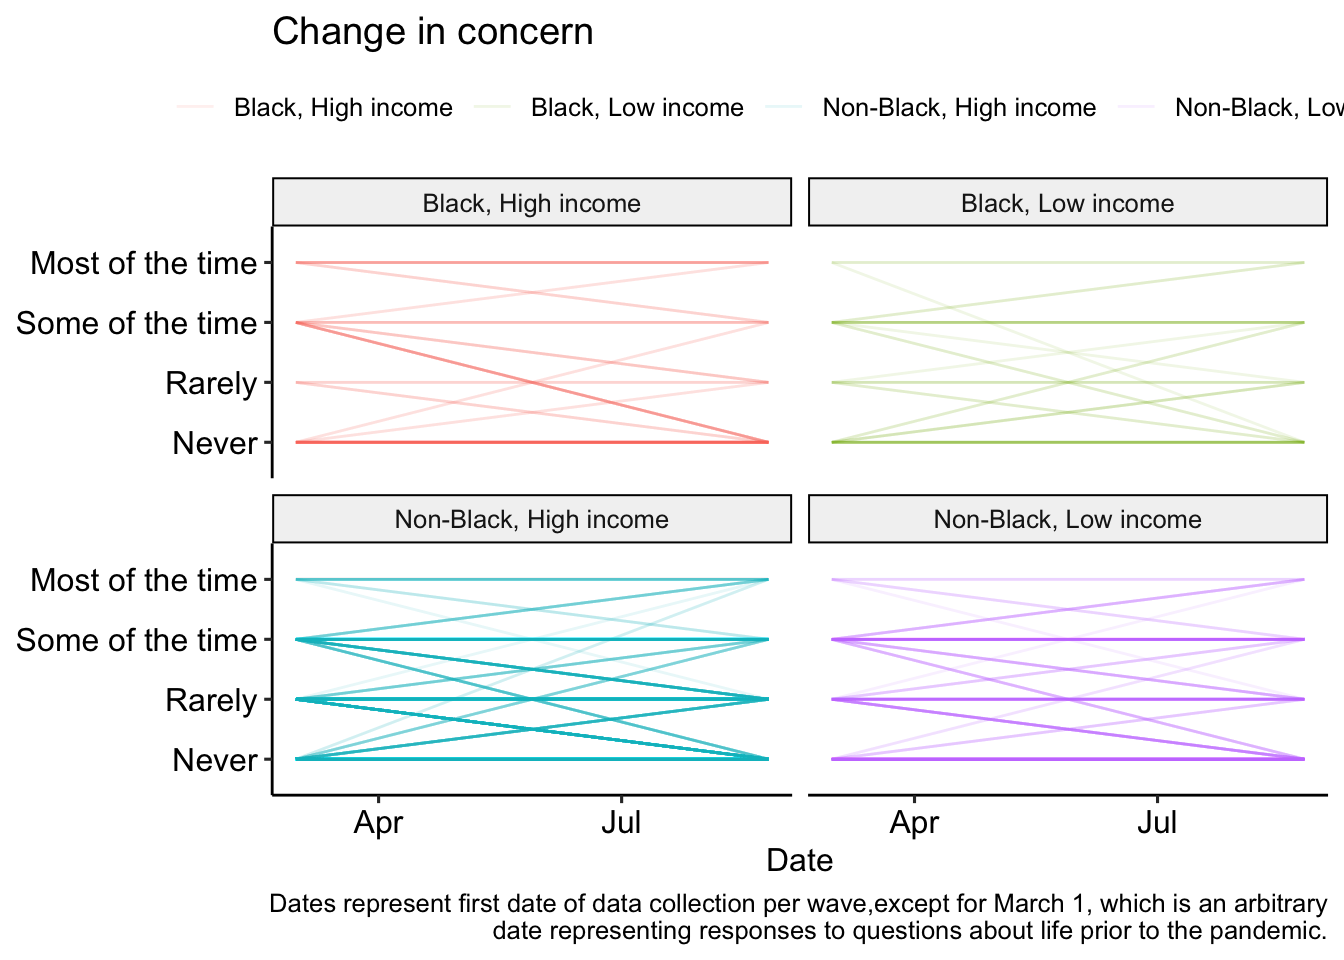 Change in concern
Black, High income Black, Low income Non-Black, High income Non-Black, Low
Black, High income Black, Low income
Most of the time
Some of the time
Rarely
Never
Non-Black, High income Non-Black, Low income
Most of the time
Some of the time
Rarely
Never
Apr Jul Apr Jul
Date
Dates represent first date of data collection per wave,except for March 1, which is an arbitrary
date representing responses to questions about life prior to the pandemic.